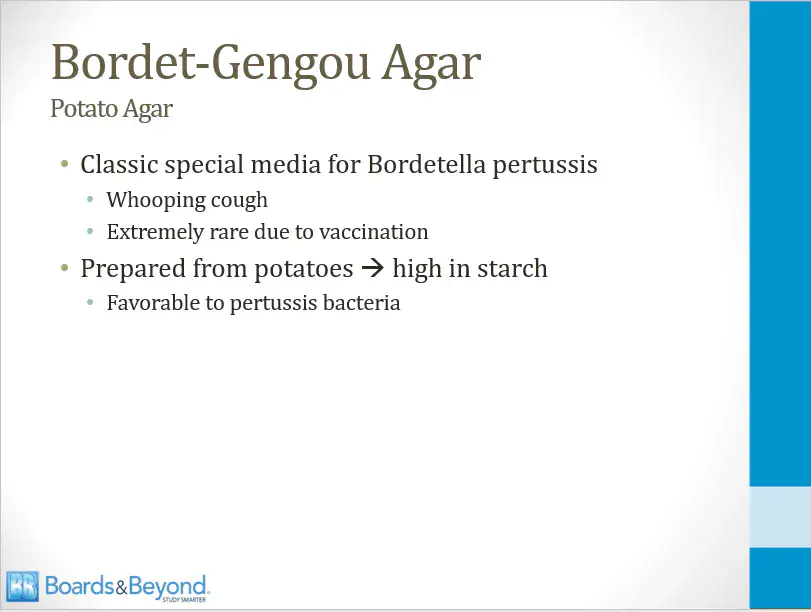 Bordet-Gengou Agar
Potato Agar
• Classic special media for Bordetella pertussis
• Whooping cough
• Extremely rare due to vaccination
• Prepared from potatoes → high in starch
• Favorable to pertussis bacteria
BB Boards&Beyond.
STUDY SMARTER